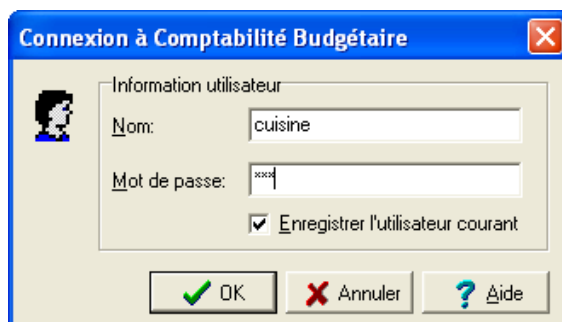 Connexion à Comptabilité Budgétaire
Information utilisateur
Nom: cuisine
Mot de passe: ***
Enregistrer l'utilisateur courant
OK Annuler Aide